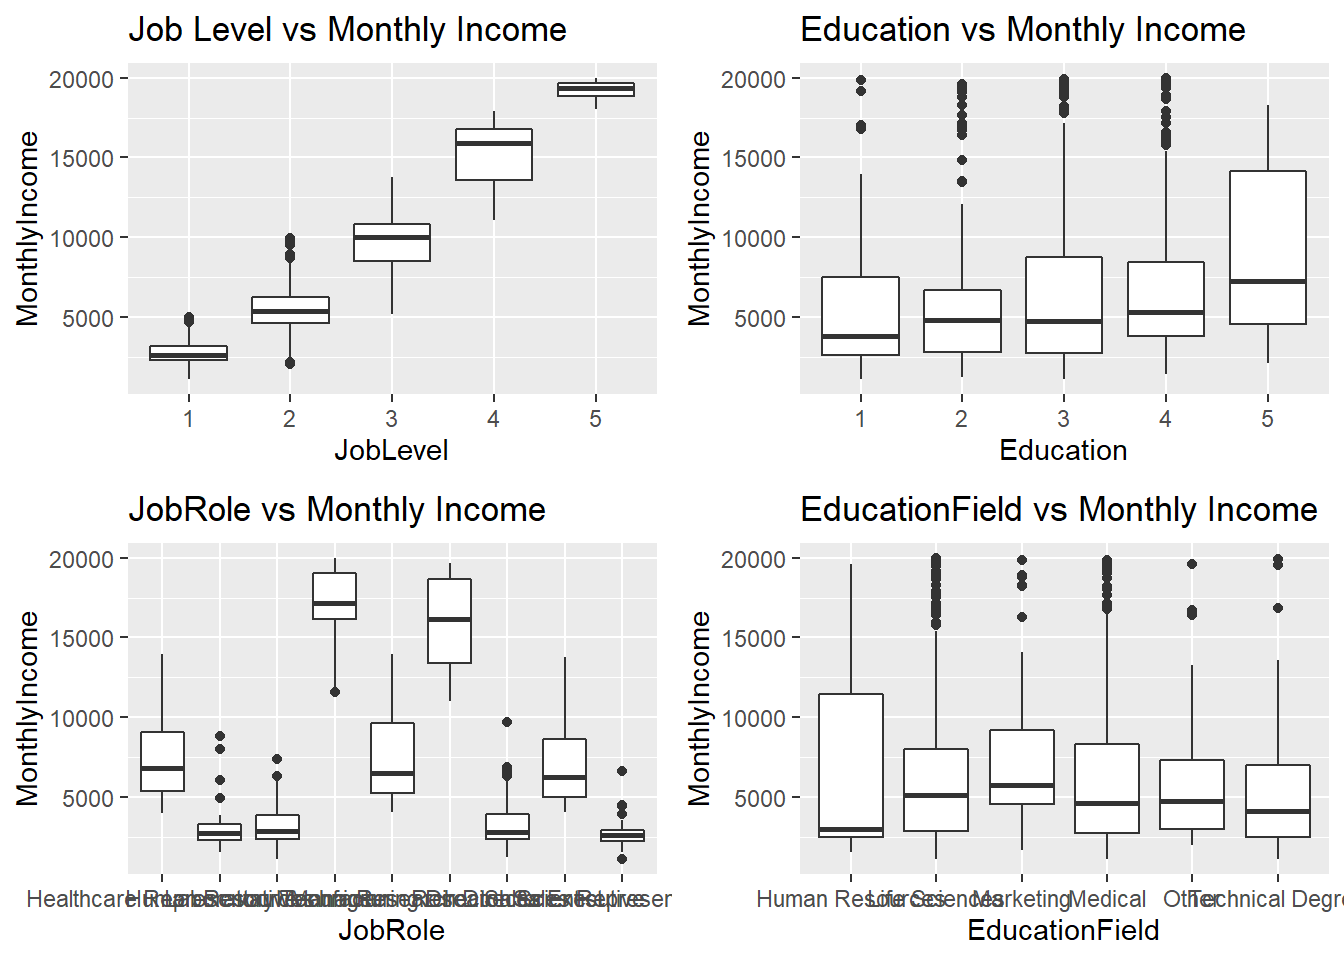 Job Level vs Monthly Income
MonthlyIncome
20000
15000
10000
5000
1 2 3 4 5
JobLevel
Education vs Monthly Income
MonthlyIncome
20000
15000
10000
5000
1 2 3 4 5
Education
JobRole vs Monthly Income
MonthlyIncome
20000
15000
10000
5000
Healthcare
JobRole
EducationField vs Monthly Income
MonthlyIncome
20000
15000
10000
5000
Human Resources Life Sciences Marketing Medical Other Technical Degr
EducationField